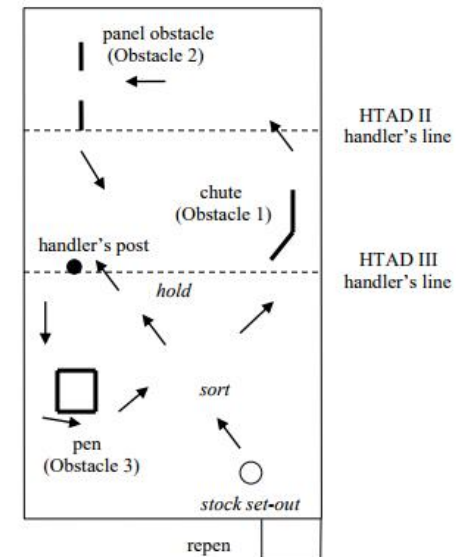 panel obstacle
(Obstacle 2)
HTAD II
handler's line
chute
(Obstacle 1)
handler's post
HTAD III
handler's line
hold
sort
pen
(Obstacle 3)
stock set-out
repen